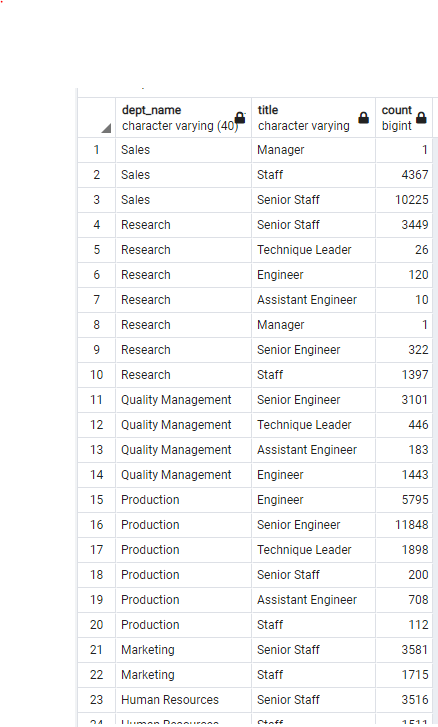 dept_name title count
character varying (40) character varying bigint
1 Sales Manager 1
2 Sales Staff 4367
3 Sales Senior Staff 10225
4 Research Senior Staff 3449
5 Research Technique Leader 26
6 Research Engineer 120
7 Research Assistant Engineer 10
8 Research Manager 1
9 Research Senior Engineer 322
10 Research Staff 1397
11 Quality Management Senior Engineer 3101
12 Quality Management Technique Leader 446
13 Quality Management Assistant Engineer 183
14 Quality Management Engineer 1443
15 Production Engineer 5795
16 Production Senior Engineer 11848
17 Production Technique Leader 1898
18 Production Senior Staff 200
19 Production Assistant Engineer 708
20 Production Staff 112
21 Marketing Senior Staff 3581
22 Marketing Staff 1715
23 Human Resources Senior Staff 3516
24 Human Resources Staff